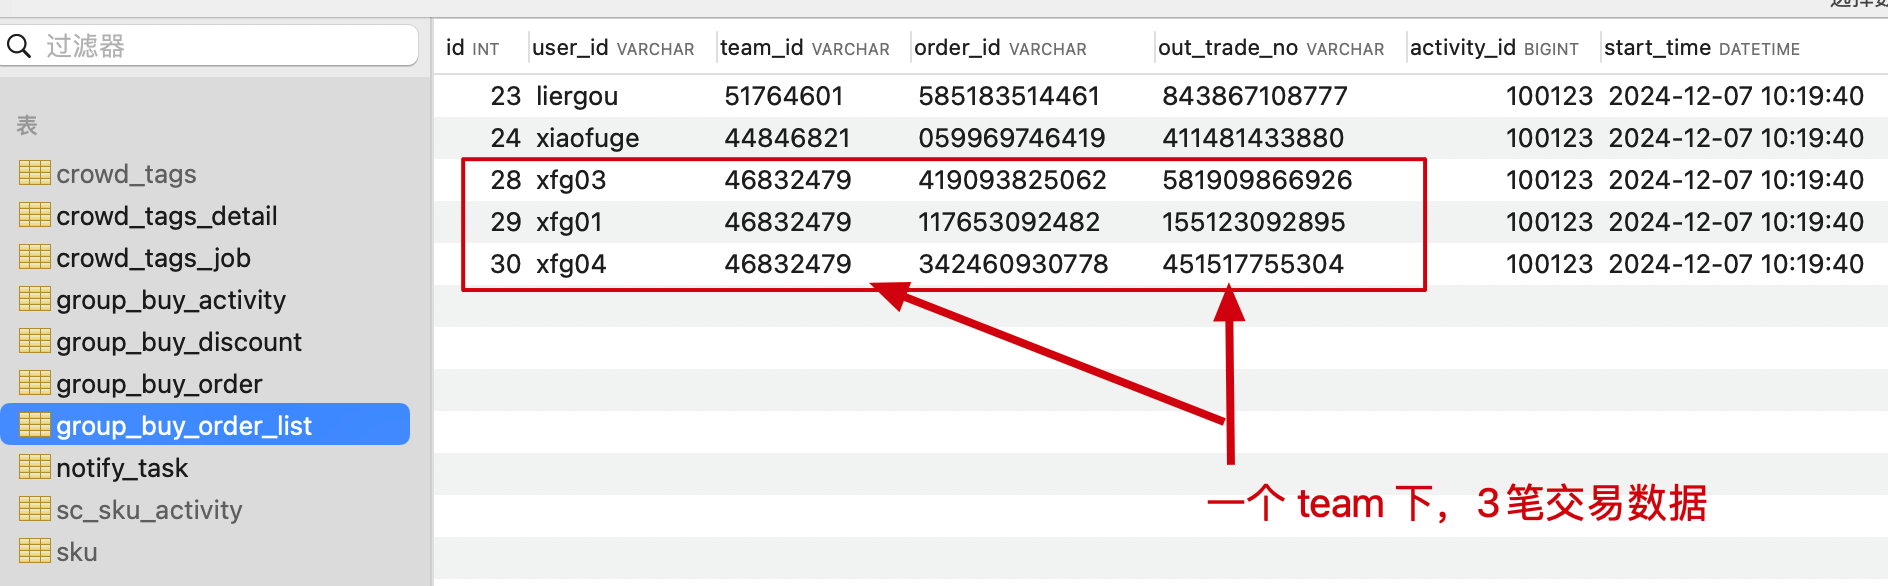 过滤器
表
crowd_tags
crowd_tags_detail
crowd_tags_job
group_buy_activity
group_buy_discount
group_buy_order
group_buy_order_list
notify_task
sc_sku_activity
sku
id INT user_id VARCHAR team_id VARCHAR order_id VARCHAR out_trade_no VARCHAR activity_id BIGINT start_time DATETIME
23 liergou 51764601 585183514461 843867108777 100123 2024-12-07 10:19:40
24 xiaofuge 44846821 059969746419 411481433880 100123 2024-12-07 10:19:40
28 xfg03 46832479 419093825062 581909866926 100123 2024-12-07 10:19:40
29 xfg01 46832479 117653092482 155123092895 100123 2024-12-07 10:19:40
30 xfg04 46832479 342460930778 451517755304 100123 2024-12-07 10:19:40
一个 team 下，3笔交易数据